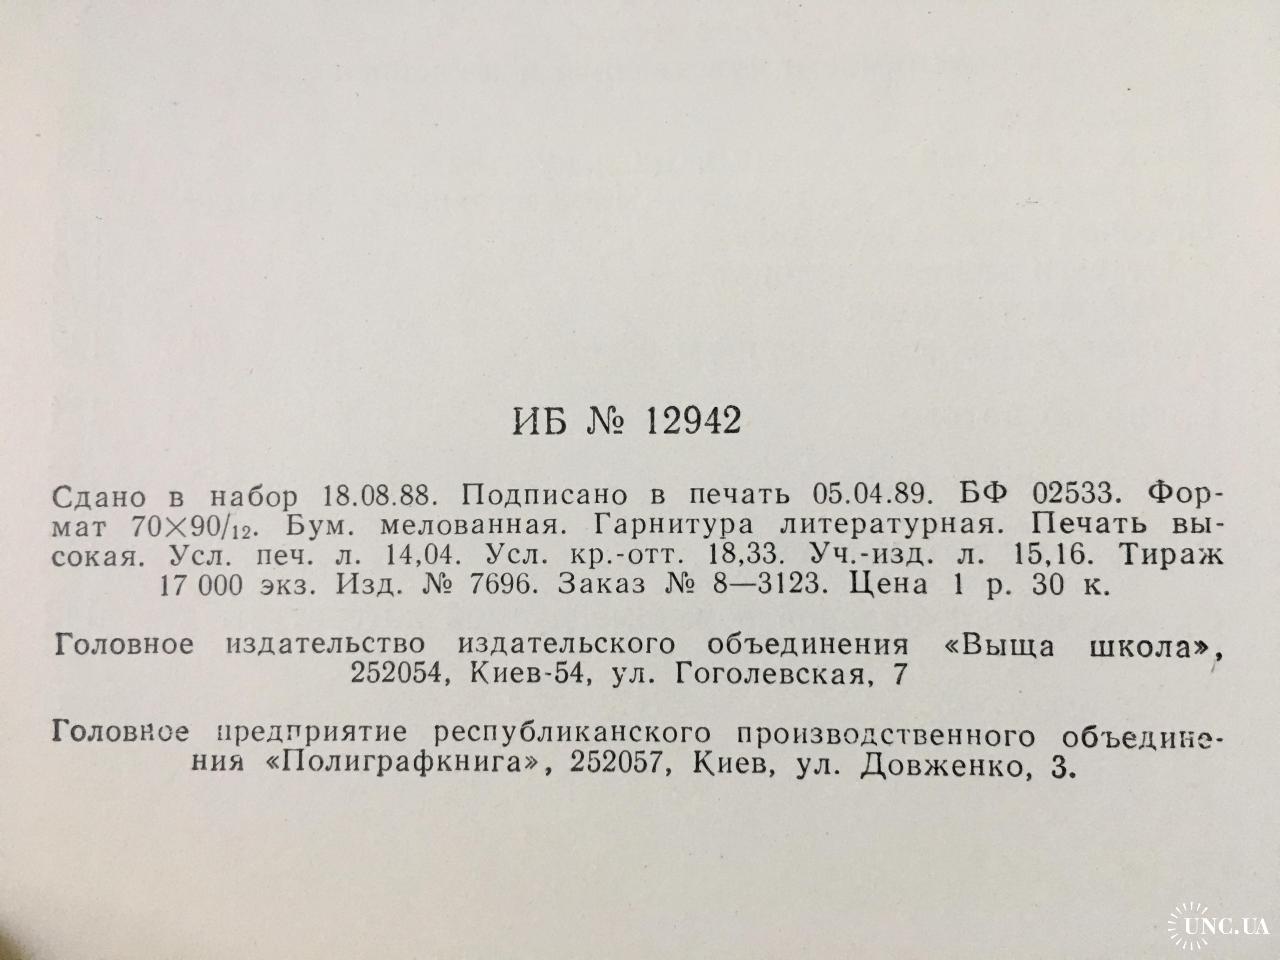 ИБ № 12942
Сдано в набор 18.08.88. Подписано в печать 05.04.89. БФ 02533. Фор-
мат 70×90/12. Бум. мелованная. Гарнитура литературная. Печать вы-
сокая. Усл. печ. л. 14,04. Усл. кр.-отт. 18,33. Уч.-изд. л. 15,16. Тираж
17 000 экз. Изд. № 7696. Заказ № 8—3123. Цена 1 р. 30 к.
Головное издательство издательского объединения «Выща школа»,
252054, Киев-54, ул. Гоголевская, 7
Головное предприятие республиканского производственного объедине-
ния «Полиграфкнига», 252057, Киев, ул. Довженко, 3.
UNC.UA